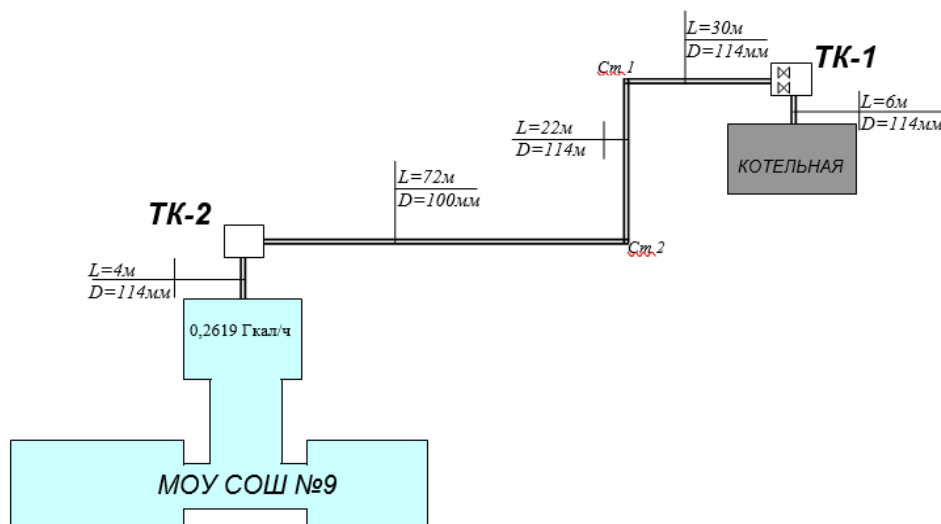 L=30м
D=114мм
ТК-1
Ст.1
L=6м
D=114мм
L=22м
D=114м
КОТЕЛЬНАЯ
L=72м
D=100мм
ТК-2
Ст.2
L=4м
D=114мм
0,2619 Гкал/ч
МОУ СОШ №9